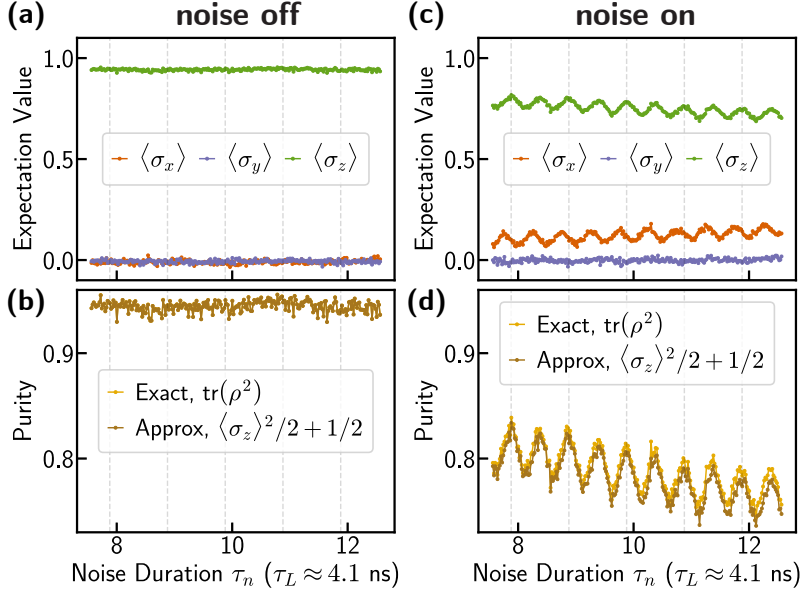 (a) noise off
(c) noise on
Expectation Value
1.0
0.5
0.0
⟨σx⟩ ⟨σy⟩ ⟨σz⟩
Expectation Value
1.0
0.5
0.0
⟨σx⟩ ⟨σy⟩ ⟨σz⟩
(b)
Purity
0.9
0.8
Exact, tr(ρ²)
Approx, ⟨σz⟩²/2 + 1/2
8 10 12
Noise Duration τn (τL ≈ 4.1 ns)
(d)
Purity
0.9
0.8
Exact, tr(ρ²)
Approx, ⟨σz⟩²/2 + 1/2
8 10 12
Noise Duration τn (τL ≈ 4.1 ns)